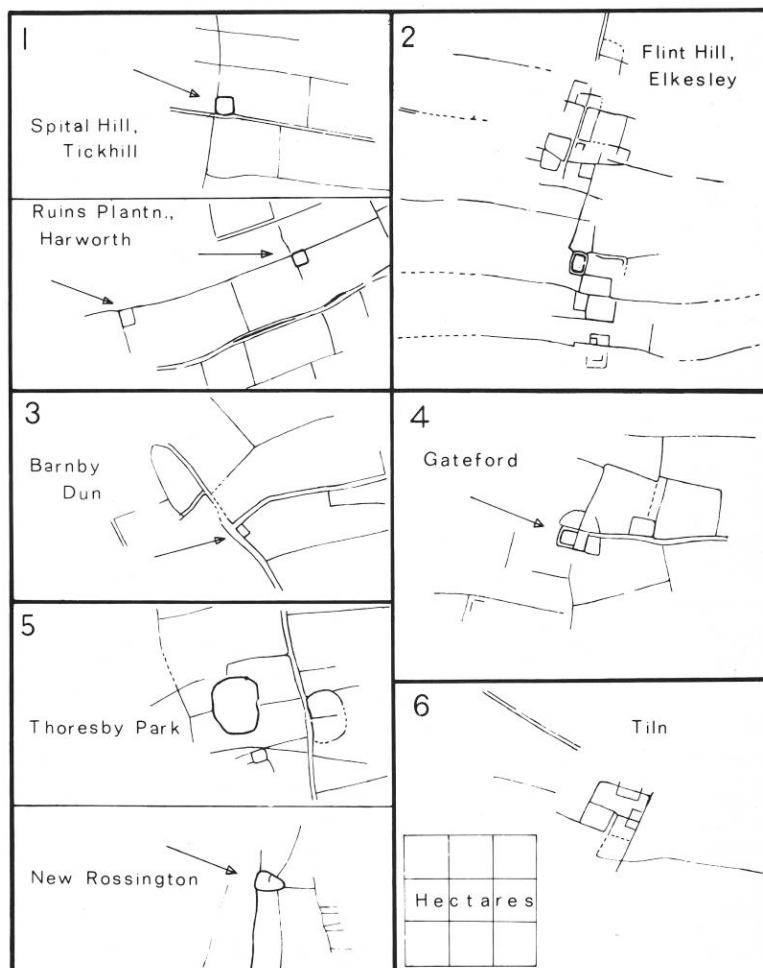 1
Spital Hill,
Tickhill
Ruins Plantn.,
Harworth
2
Flint Hill,
Elkesley
3
Barnby
Dun
4
Gateford
5
Thoresby Park
New Rossington
6
Tiln
Hectares